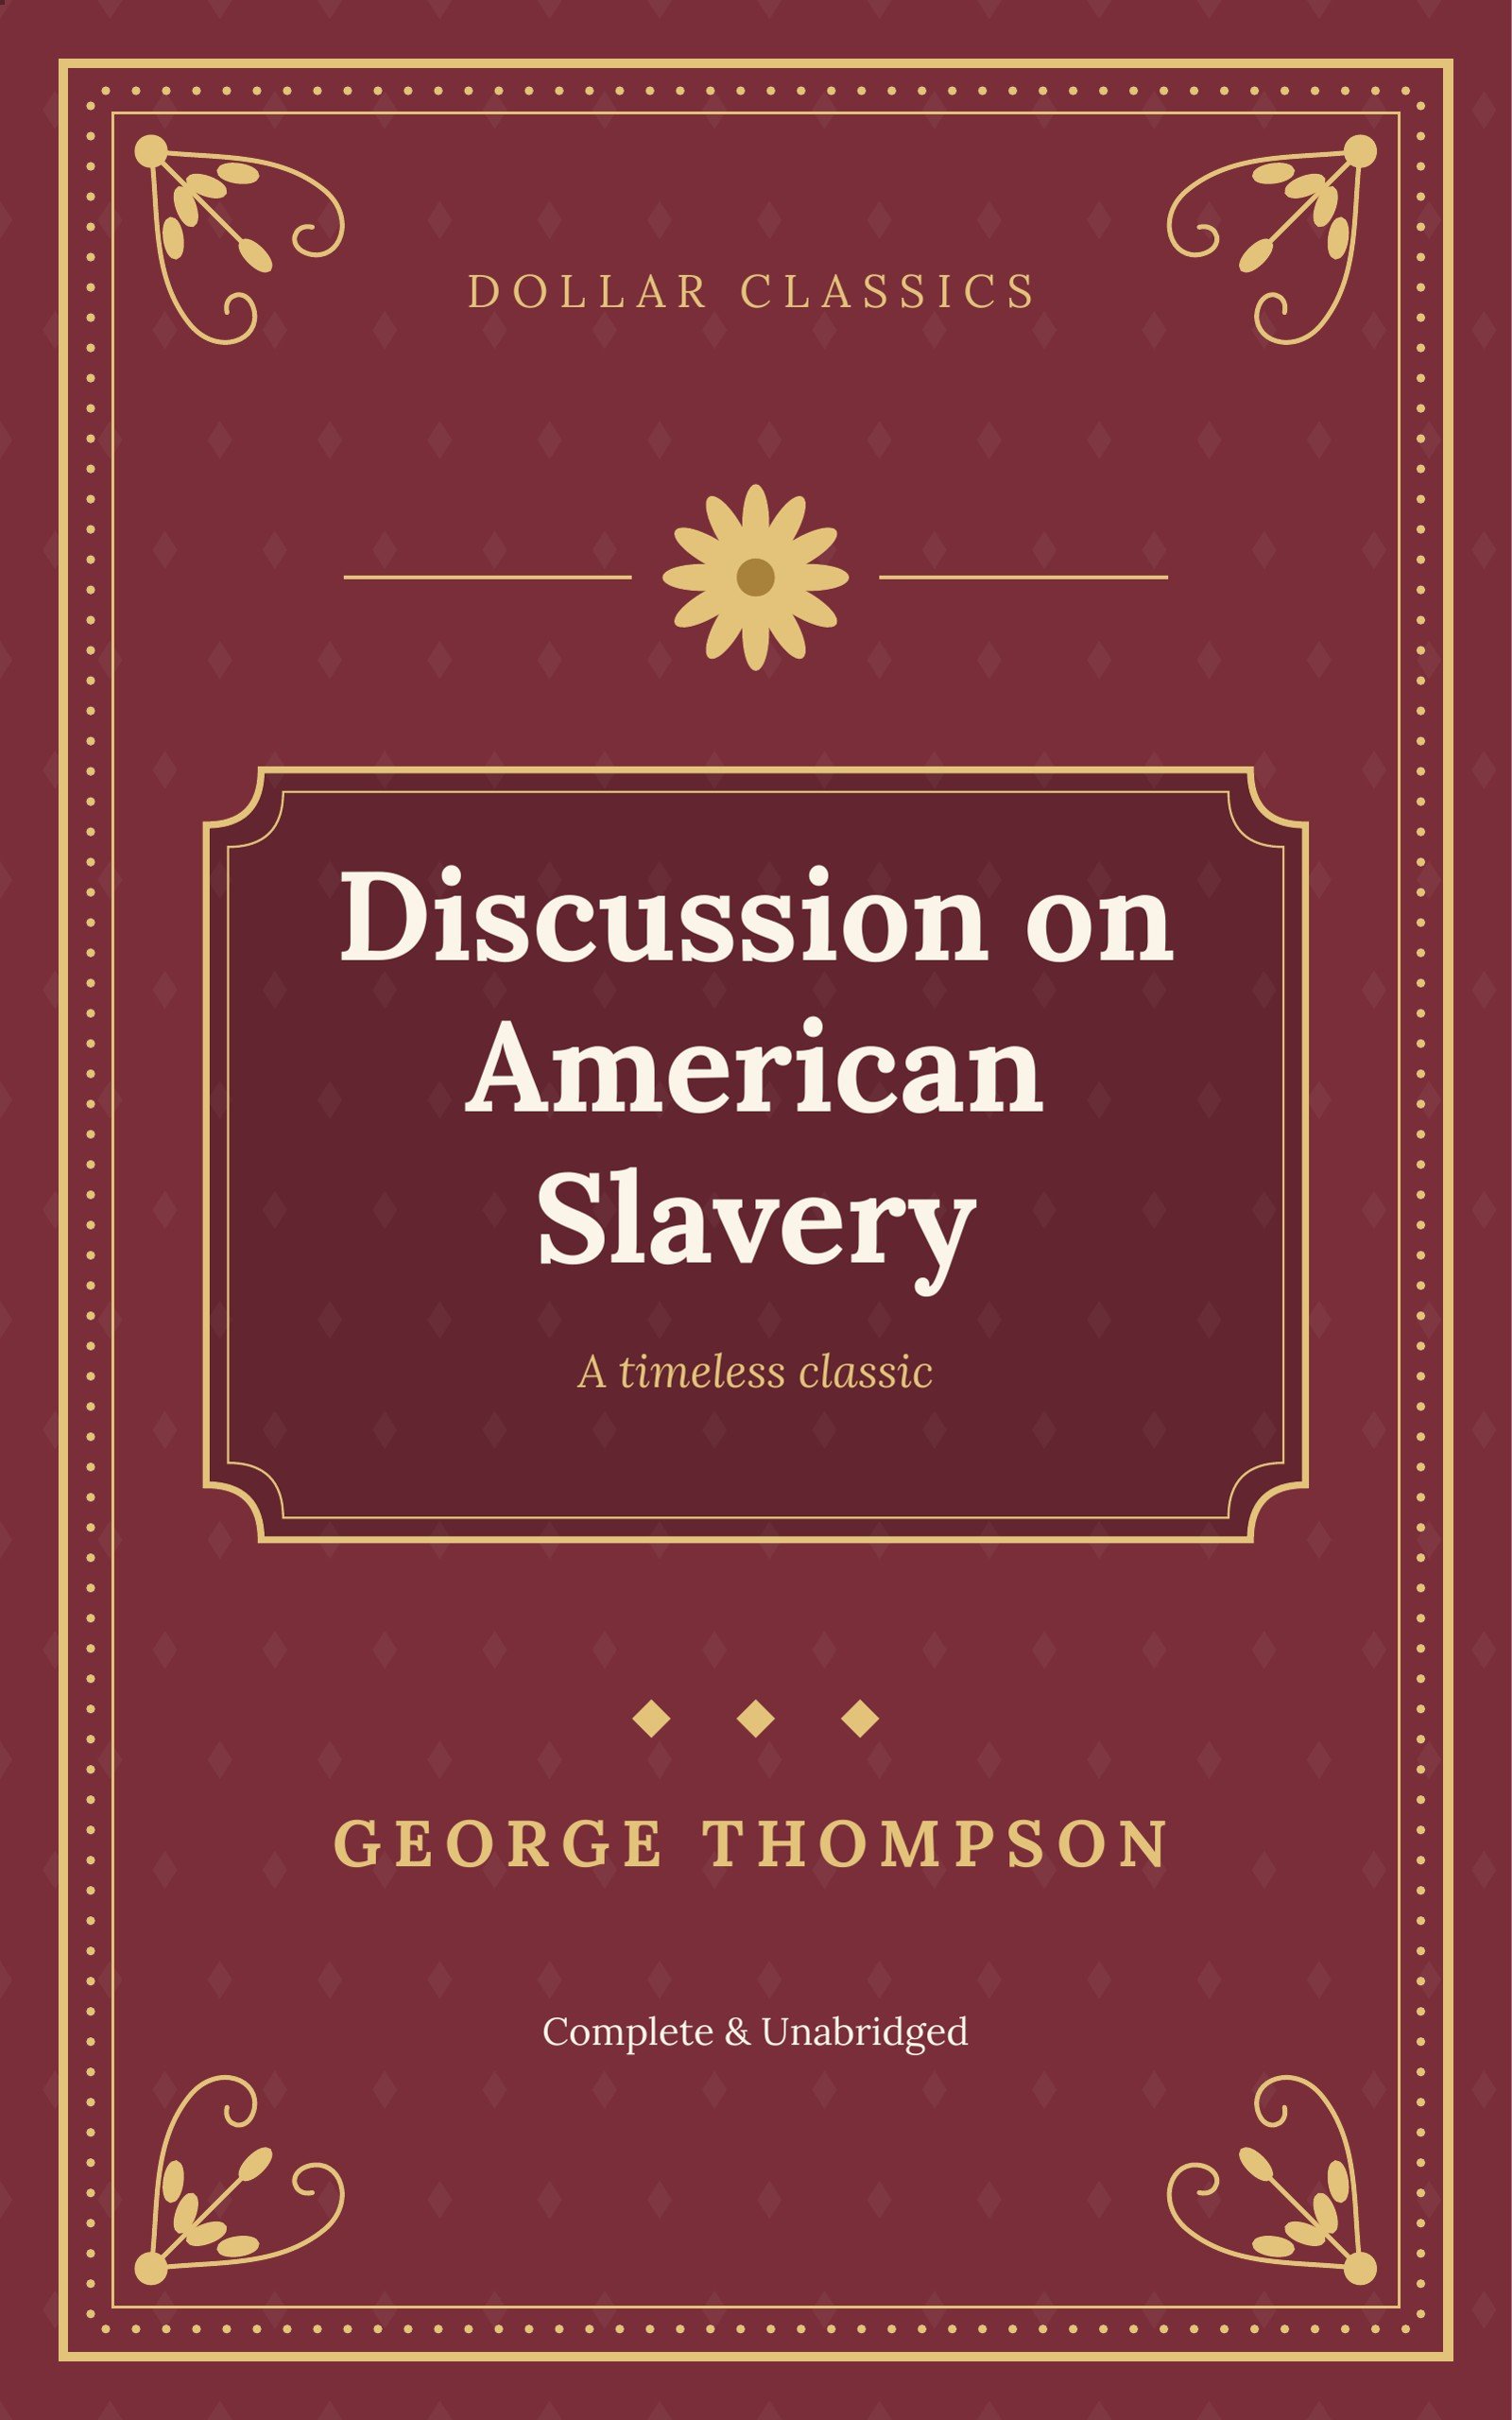 DOLLAR CLASSICS
Discussion on
American
Slavery
A timeless classic
GEORGE THOMPSON
Complete & Unabridged